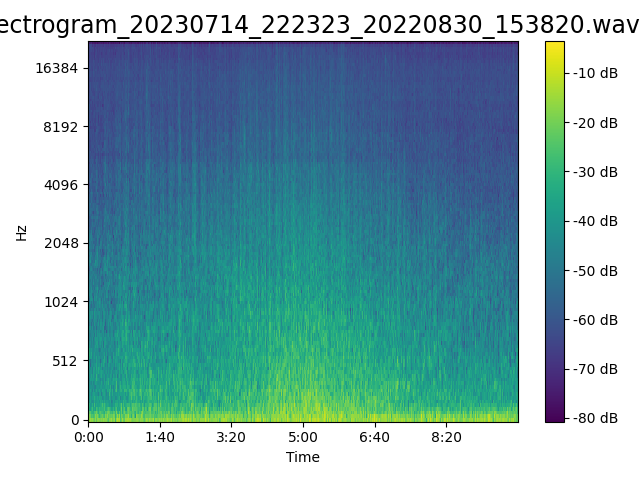 ectrogram_20230714_222323_20220830_153820.wav
16384
8192
4096
2048
1024
512
0
Hz
0:00 1:40 3:20 5:00 6:40 8:20
Time
-10 dB
-20 dB
-30 dB
-40 dB
-50 dB
-60 dB
-70 dB
-80 dB